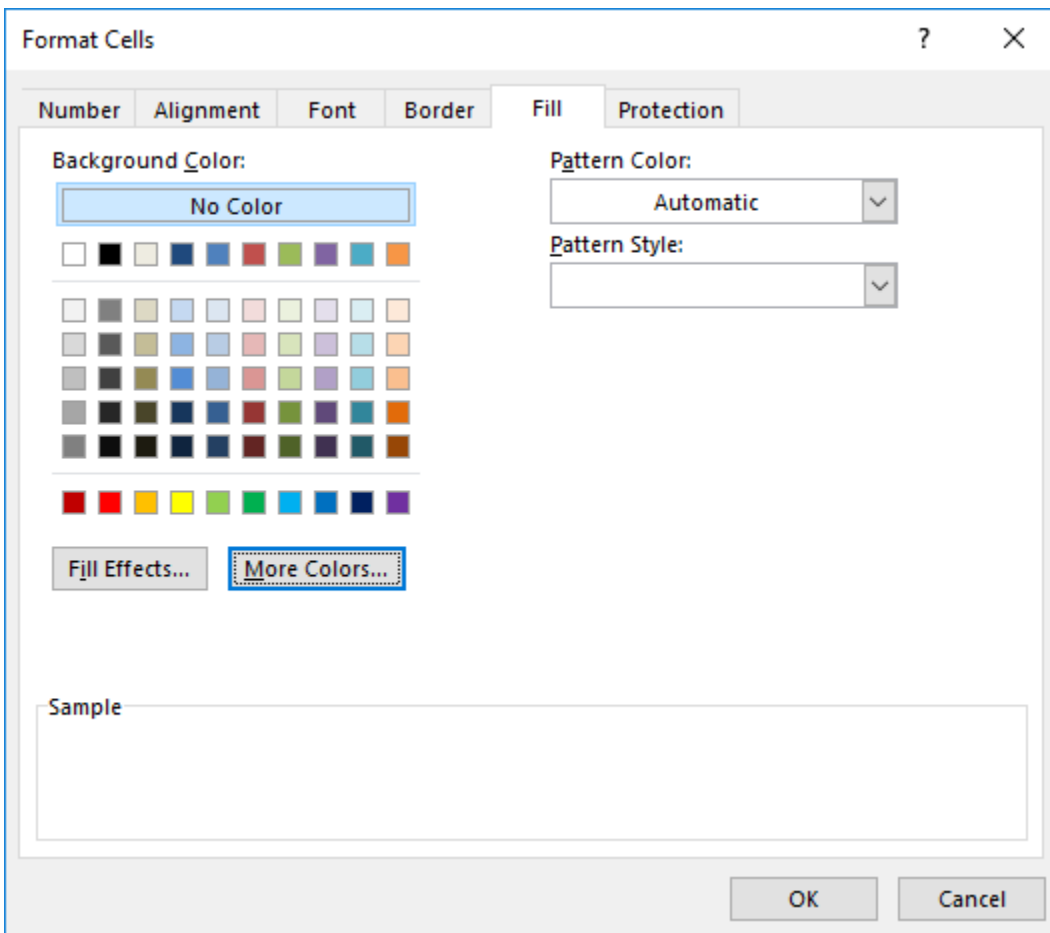 Format Cells ?
Number Alignment Font Border Fill Protection
Background Color:
No Color
Pattern Color:
Automatic
Pattern Style:
Fill Effects... More Colors...
Sample
OK Cancel